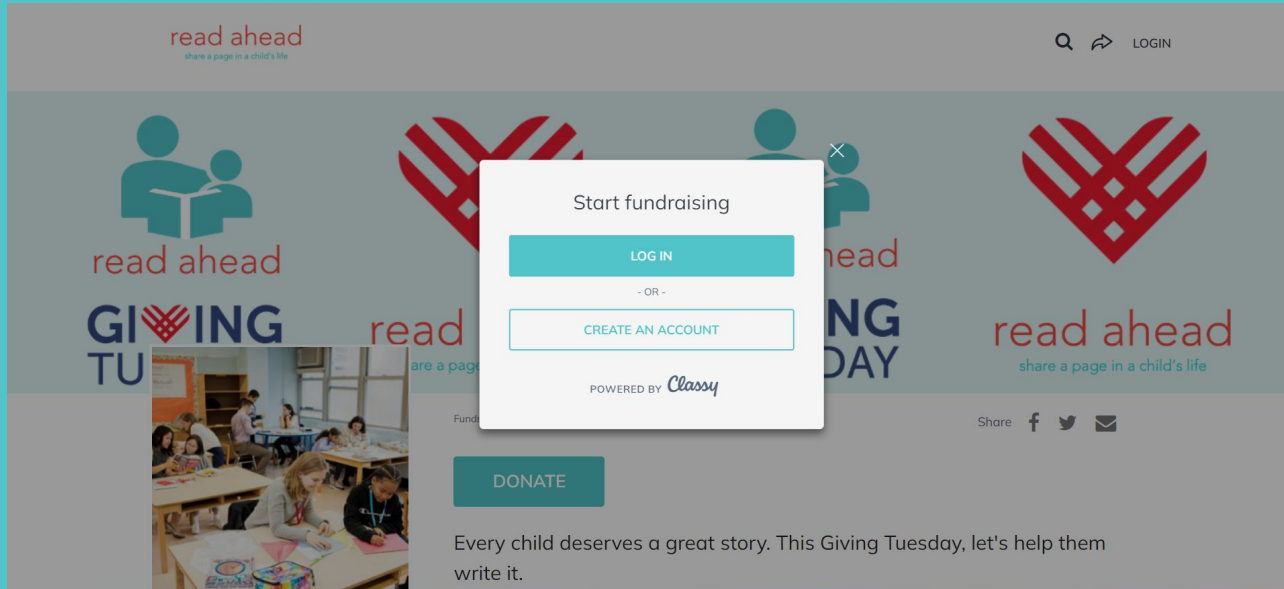 read ahead
share a page in a child's life
LOGIN
read ahead
GIVING
TU
read
are a page
Start fundraising
LOG IN
- OR -
CREATE AN ACCOUNT
POWERED BY Classy
head
NG
DAY
read ahead
share a page in a child's life
Fundr
Share
DONATE
Every child deserves a great story. This Giving Tuesday, let's help them
write it.